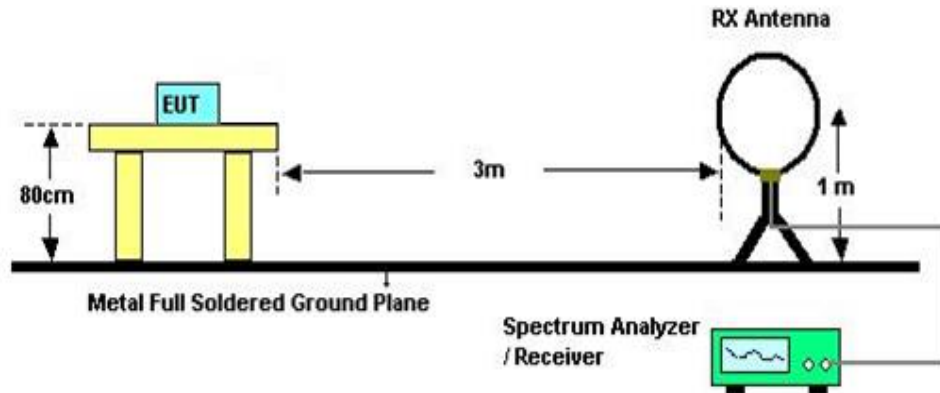 RX Antenna
EUT
3m
80cm
1 m
Metal Full Soldered Ground Plane
Spectrum Analyzer
/ Receiver